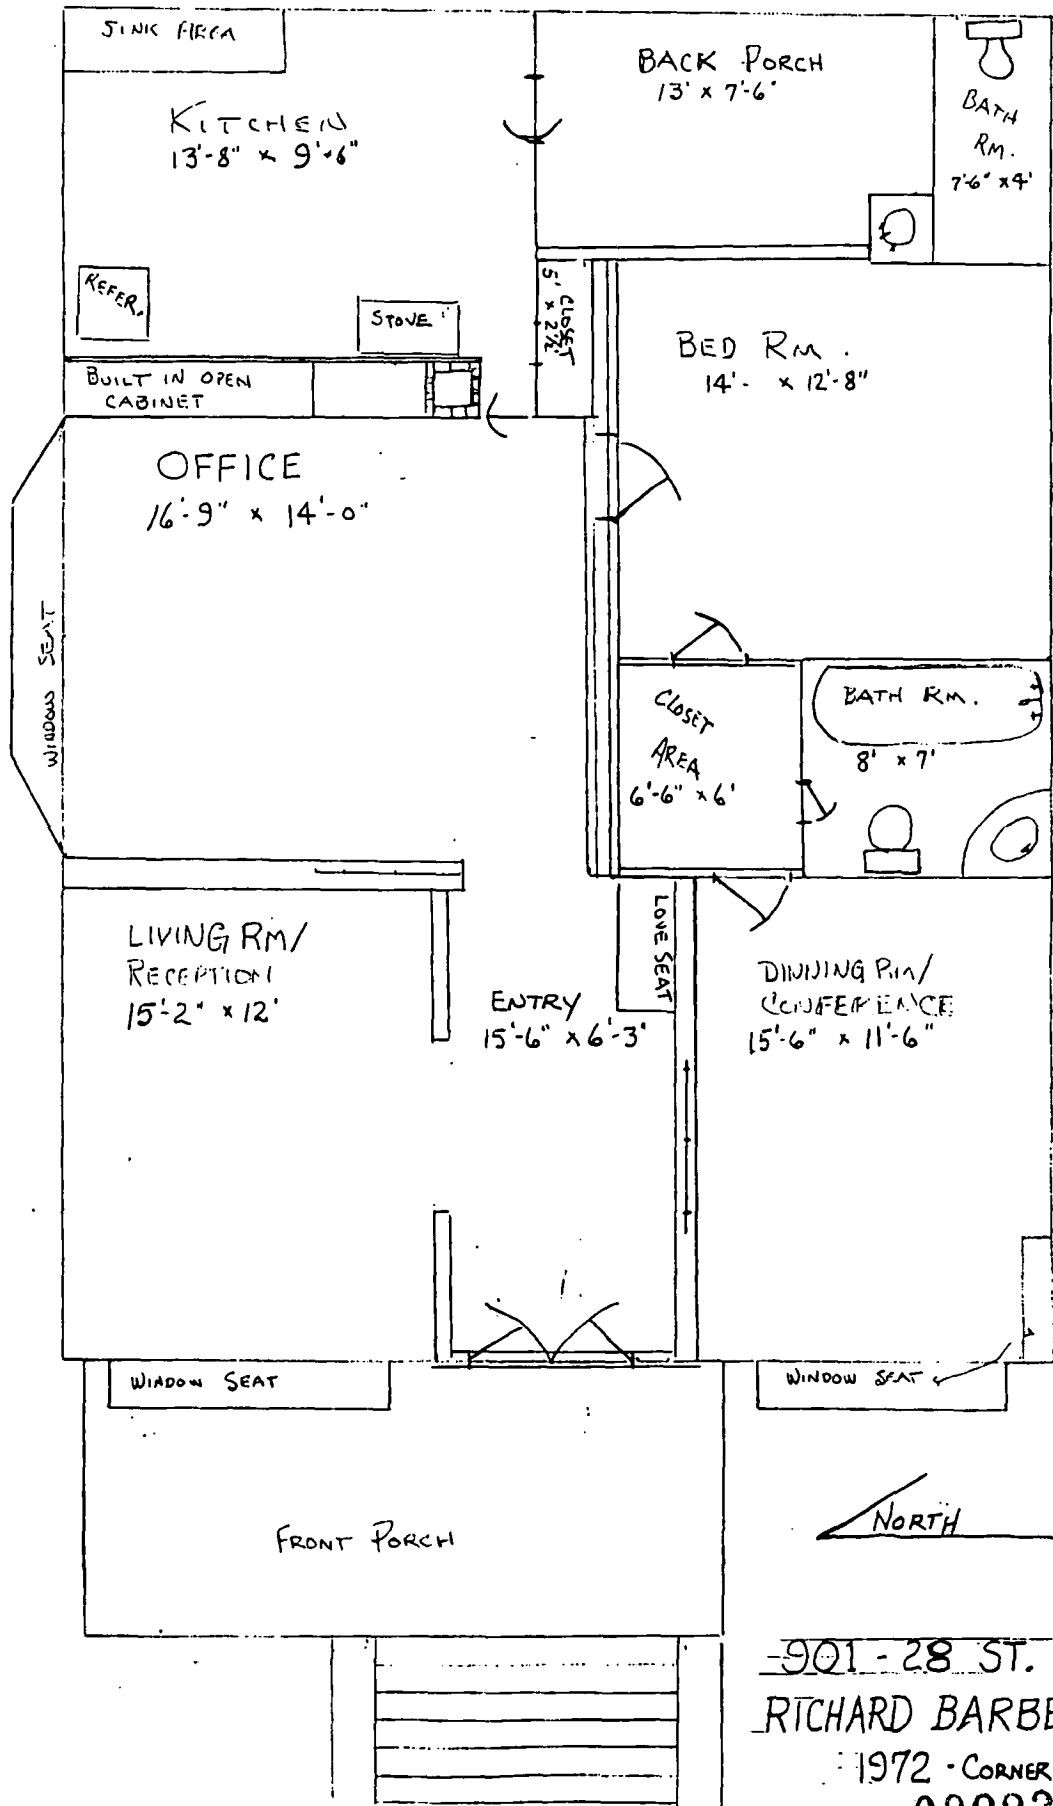 SINK AREA
KITCHEN
13'-8" x 9'-6"
BACK PORCH
13' x 7'-6"
BATH
RM.
7'6" x 4'
REFER.
STOVE
CLOSET
5' x 2½'
BED RM.
14'- x 12'-8"
BUILT IN OPEN
CABINET
OFFICE
16'-9" x 14'-0"
WINDOW SEAT
CLOSET
AREA
6'-6" x 6'
BATH RM.
8' x 7'
LIVING RM/
RECEPTION
15'-2" x 12'
ENTRY
15'-6" x 6'-3"
LOVE SEAT
DINNING RM/
CONFERENCE
15'-6" x 11'-6"
WINDOW SEAT
WINDOW SEAT
FRONT PORCH
NORTH
901-28 ST.
RICHARD BARBE
1972 - CORNER